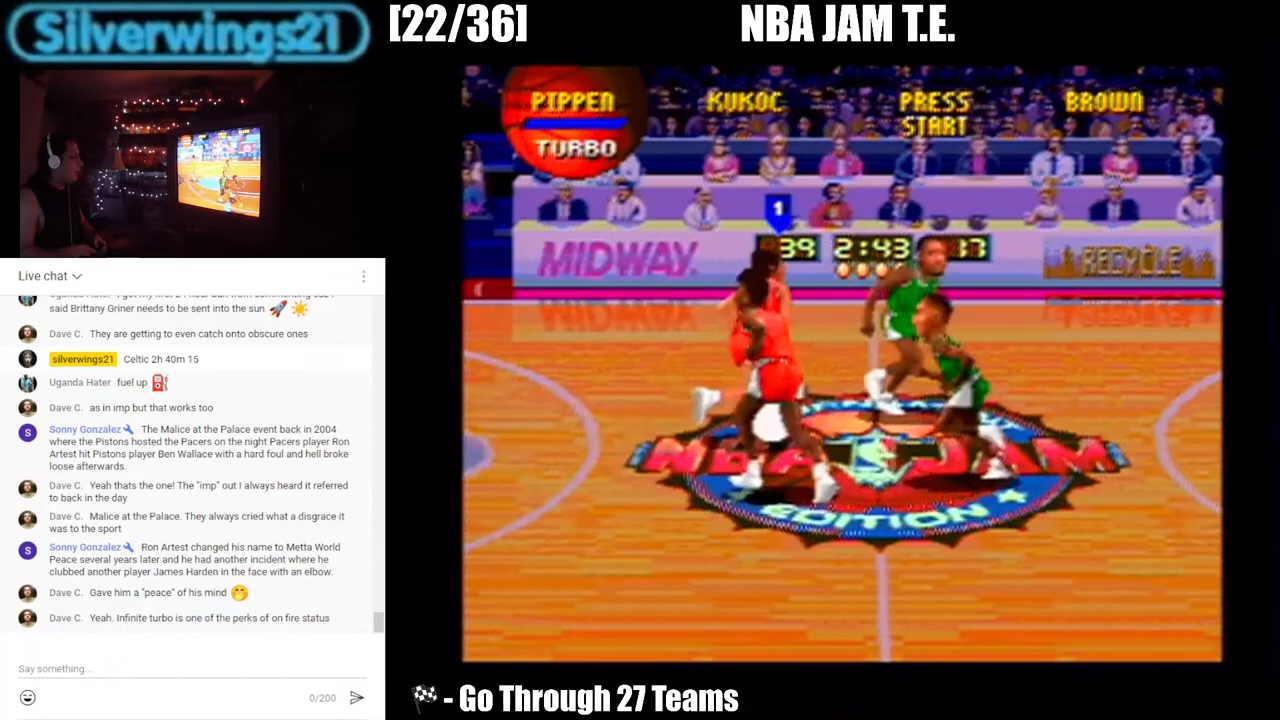 Silverwings21
[22/36]
NBA JAM T.E.
PIPPEN
TURBO
KUKOC
PRESS
START
BROWN
1
39
2:43
37
MIDWAY.
RECYCLE
NBA JAM
EDITION
Live chat
said Brittany Griner needs to be sent into the sun 🚀 ☀️
Dave C. They are getting to even catch onto obscure ones
silverwings21 Celtic 2h 40m 15
Uganda Hater fuel up ⛽
Dave C. as in imp but that works too
S
Sonny Gonzalez The Malice at the Palace event back in 2004
where the Pistons hosted the Pacers on the night Pacers player Ron
Artest hit Pistons player Ben Wallace with a hard foul and hell broke
loose afterwards.
Dave C. Yeah thats the one! The "imp" out I always heard it referred
to back in the day
Dave C. Malice at the Palace. They always cried what a disgrace it
was to the sport
S
Sonny Gonzalez Ron Artest changed his name to Metta World
Peace several years later and he had another incident where he
clubbed another player James Harden in the face with an elbow.
Dave C. Gave him a "peace" of his mind 🤭
Dave C. Yeah. Infinite turbo is one of the perks of on fire status
Say something...
0/200
🏁 - Go Through 27 Teams